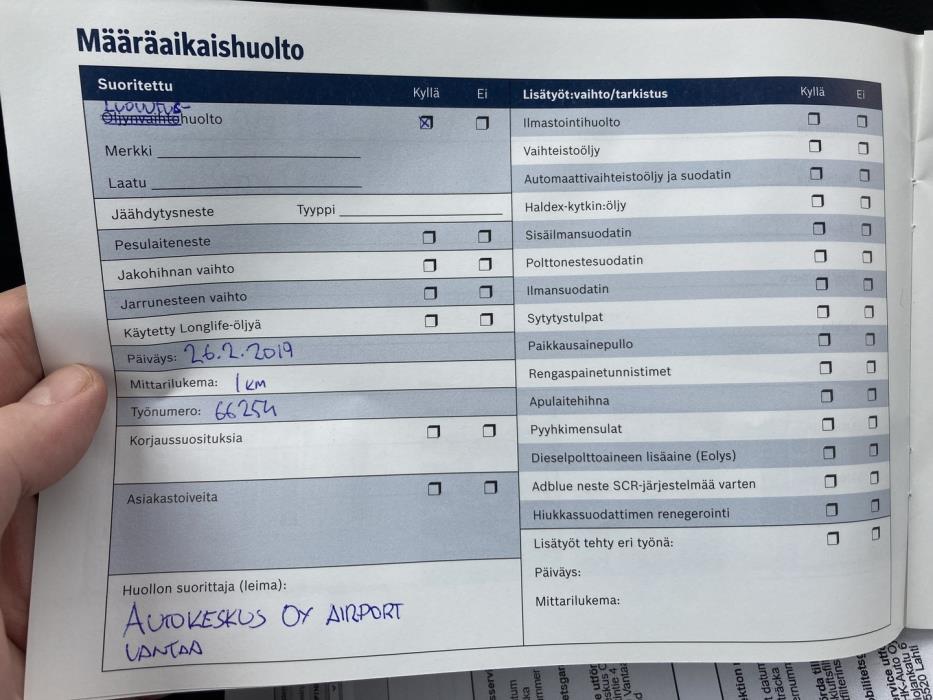 Määräaikaishuolto
Suoritettu Kyllä Ei
LUOVUTUS-
Öljynvaihtohuolto
Merkki
Laatu
Jäähdytysneste Tyyppi
Pesulaiteneste
Jakohihnan vaihto
Jarrunesteen vaihto
Käytetty Longlife-öljyä
Päiväys: 26.2.2019
Mittarilukema: 1 KM
Työnumero: 66254
Korjaussuosituksia
Asiakastoiveita
Huollon suorittaja (leima):
AUTOKESKUS OY AIRPORT
VANTAA
Lisätyöt:vaihto/tarkistus Kyllä Ei
Ilmastointihuolto
Vaihteistoöljy
Automaattivaihteistoöljy ja suodatin
Haldex-kytkin:öljy
Sisäilmansuodatin
Polttonestesuodatin
Ilmansuodatin
Sytytystulpat
Paikkausainepullo
Rengaspainetunnistimet
Apulaitehihna
Pyyhkimensulat
Dieselpolttoaineen lisäaine (Eolys)
Adblue neste SCR-järjestelmää varten
Hiukkassuodattimen renegerointi
Lisätyöt tehty eri työnä:
Päiväys:
Mittarilukema: